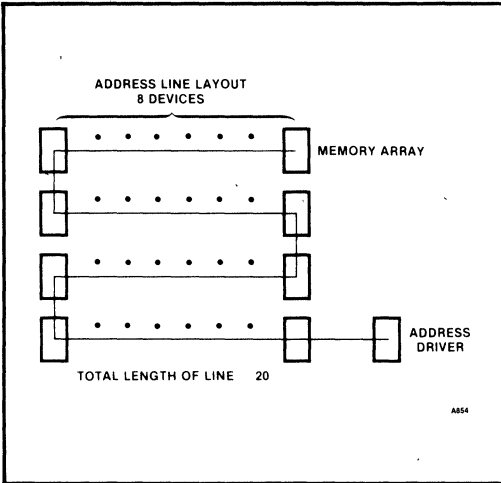 ADDRESS LINE LAYOUT
8 DEVICES
MEMORY ARRAY
ADDRESS
DRIVER
TOTAL LENGTH OF LINE 20
A854